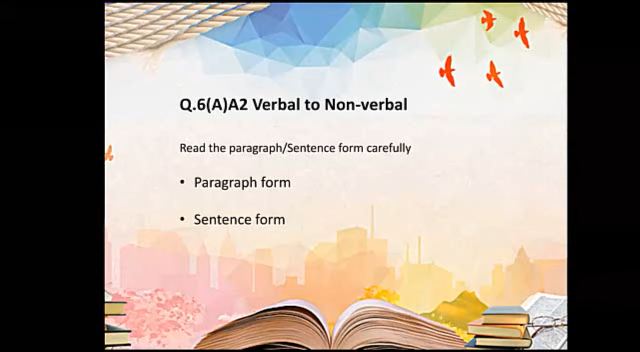 Q.6(A)A2 Verbal to Non-verbal
Read the paragraph/Sentence form carefully
• Paragraph form
• Sentence form